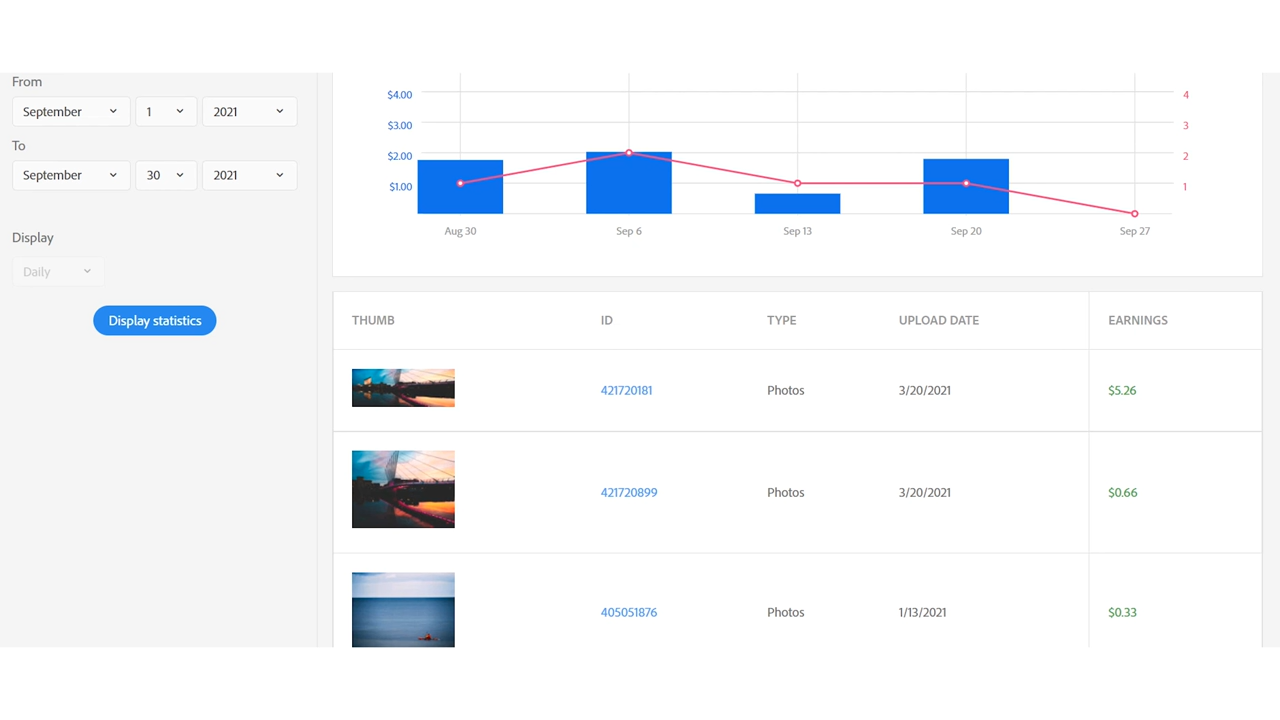 From
September 1 2021
To
September 30 2021
Display
Daily
Display statistics
$4.00 4
$3.00 3
$2.00 2
$1.00 1
Aug 30 Sep 6 Sep 13 Sep 20 Sep 27
THUMB ID TYPE UPLOAD DATE EARNINGS
421720181 Photos 3/20/2021 $5.26
421720899 Photos 3/20/2021 $0.66
405051876 Photos 1/13/2021 $0.33